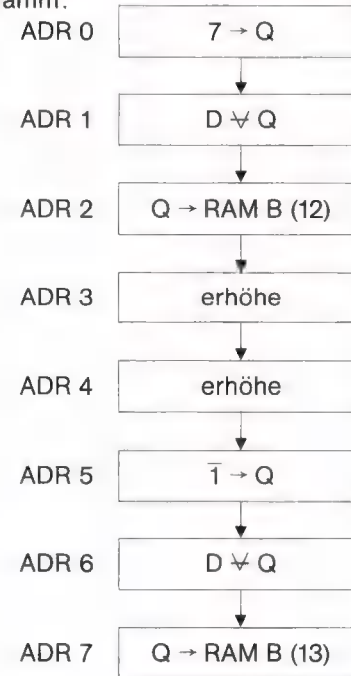 ramm:
ADR 0 7 → Q
ADR 1 D ⊽ Q
ADR 2 Q → RAM B (12)
ADR 3 erhöhe
ADR 4 erhöhe
ADR 5 1̅ → Q
ADR 6 D ⊽ Q
ADR 7 Q → RAM B (13)